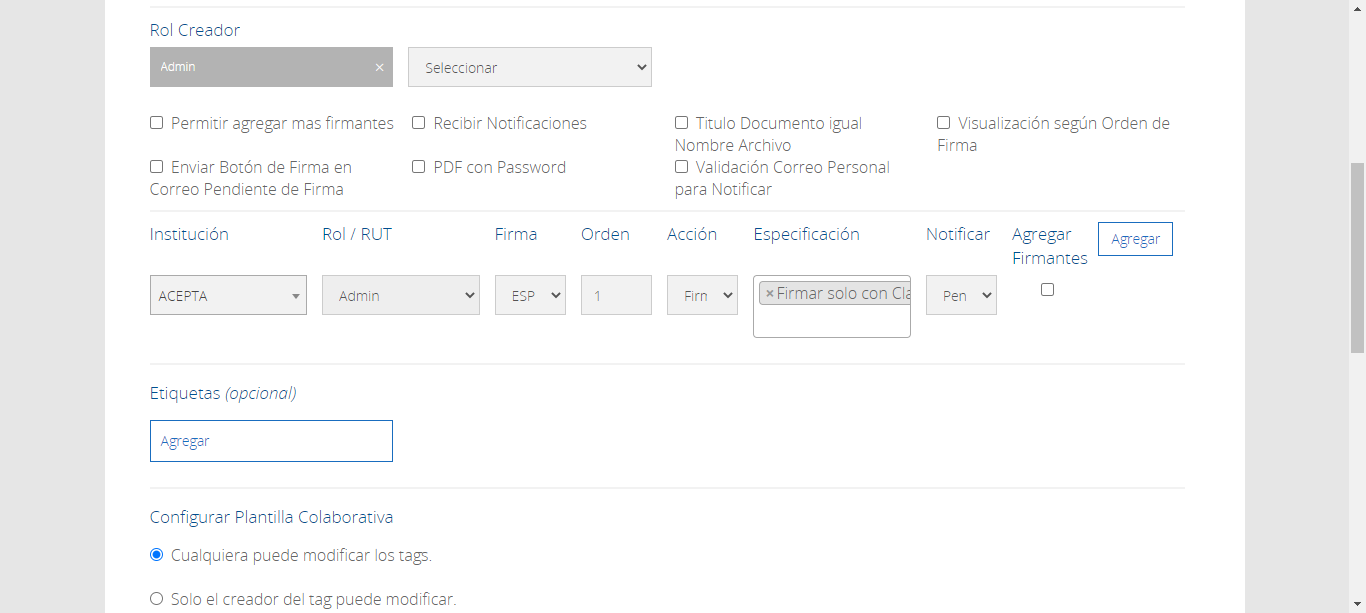 Rol Creador
Admin ×
Seleccionar
Permitir agregar mas firmantes
Recibir Notificaciones
Titulo Documento igual
Nombre Archivo
Visualización según Orden de
Firma
Enviar Botón de Firma en
Correo Pendiente de Firma
PDF con Password
Validación Correo Personal
para Notificar
Institución Rol / RUT Firma Orden Acción Especificación Notificar Agregar
Firmantes
Agregar
ACEPTA Admin ESP 1 Firn ×Firmar solo con Cla Pen
Etiquetas (opcional)
Agregar
Configurar Plantilla Colaborativa
Cualquiera puede modificar los tags.
Solo el creador del tag puede modificar.